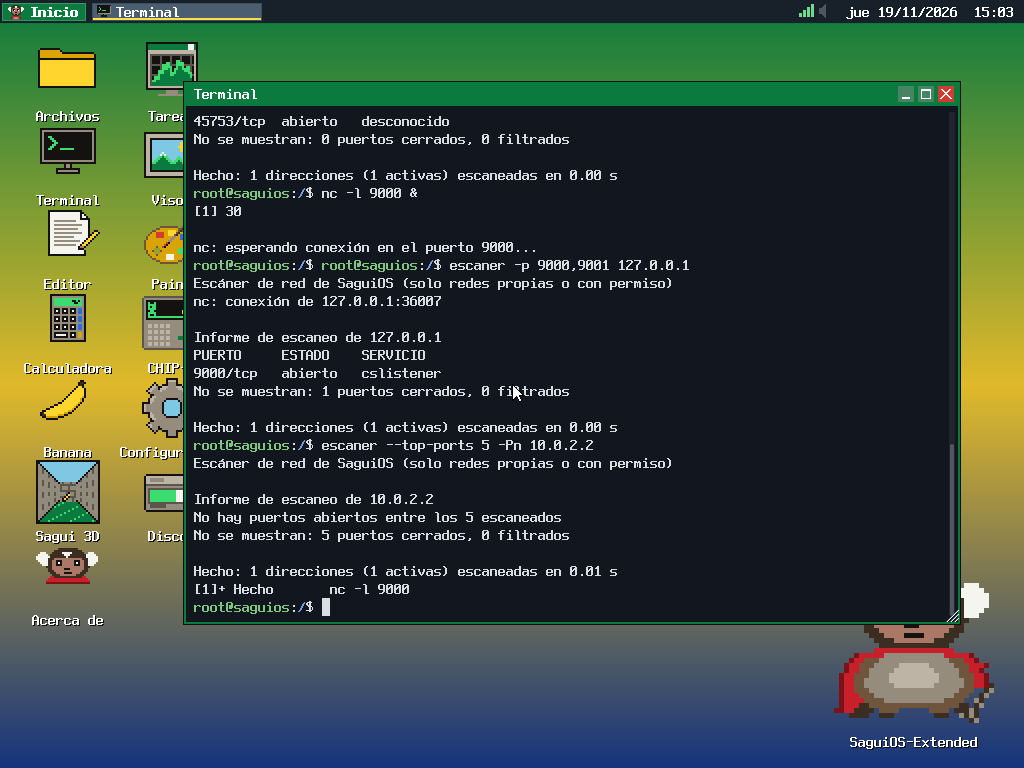 Inicio
Terminal
jue 19/11/2026 15:03
Archivos
Terminal
Editor
Calculadora
Banana
Configur
Sagui 3D
Acerca de
Terminal
45753/tcp abierto desconocido
No se muestran: 0 puertos cerrados, 0 filtrados
Hecho: 1 direcciones (1 activas) escaneadas en 0.00 s
root@saguios:/$ nc -l 9000 &
[1] 30
nc: esperando conexión en el puerto 9000...
root@saguios:/$ root@saguios:/$ escaner -p 9000,9001 127.0.0.1
Escáner de red de SaguiOS (solo redes propias o con permiso)
nc: conexión de 127.0.0.1:36007
Informe de escaneo de 127.0.0.1
PUERTO ESTADO SERVICIO
9000/tcp abierto cslistener
No se muestran: 1 puertos cerrados, 0 filtrados
Hecho: 1 direcciones (1 activas) escaneadas en 0.00 s
root@saguios:/$ escaner --top-ports 5 -Pn 10.0.2.2
Escáner de red de SaguiOS (solo redes propias o con permiso)
Informe de escaneo de 10.0.2.2
No hay puertos abiertos entre los 5 escaneados
No se muestran: 5 puertos cerrados, 0 filtrados
Hecho: 1 direcciones (1 activas) escaneadas en 0.01 s
[1]+ Hecho nc -l 9000
root@saguios:/$
SaguiOS-Extended